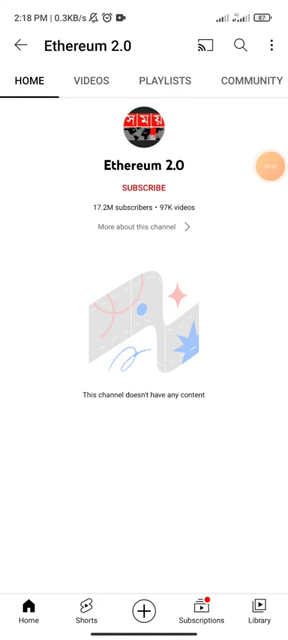 2:18 PM | 0.3KB/s
87
Ethereum 2.0
HOME
VIDEOS
PLAYLISTS
COMMUNITY
সময়
Ethereum 2.0
SUBSCRIBE
17.2M subscribers • 97K videos
More about this channel
This channel doesn't have any content
Home
Shorts
Subscriptions
Library